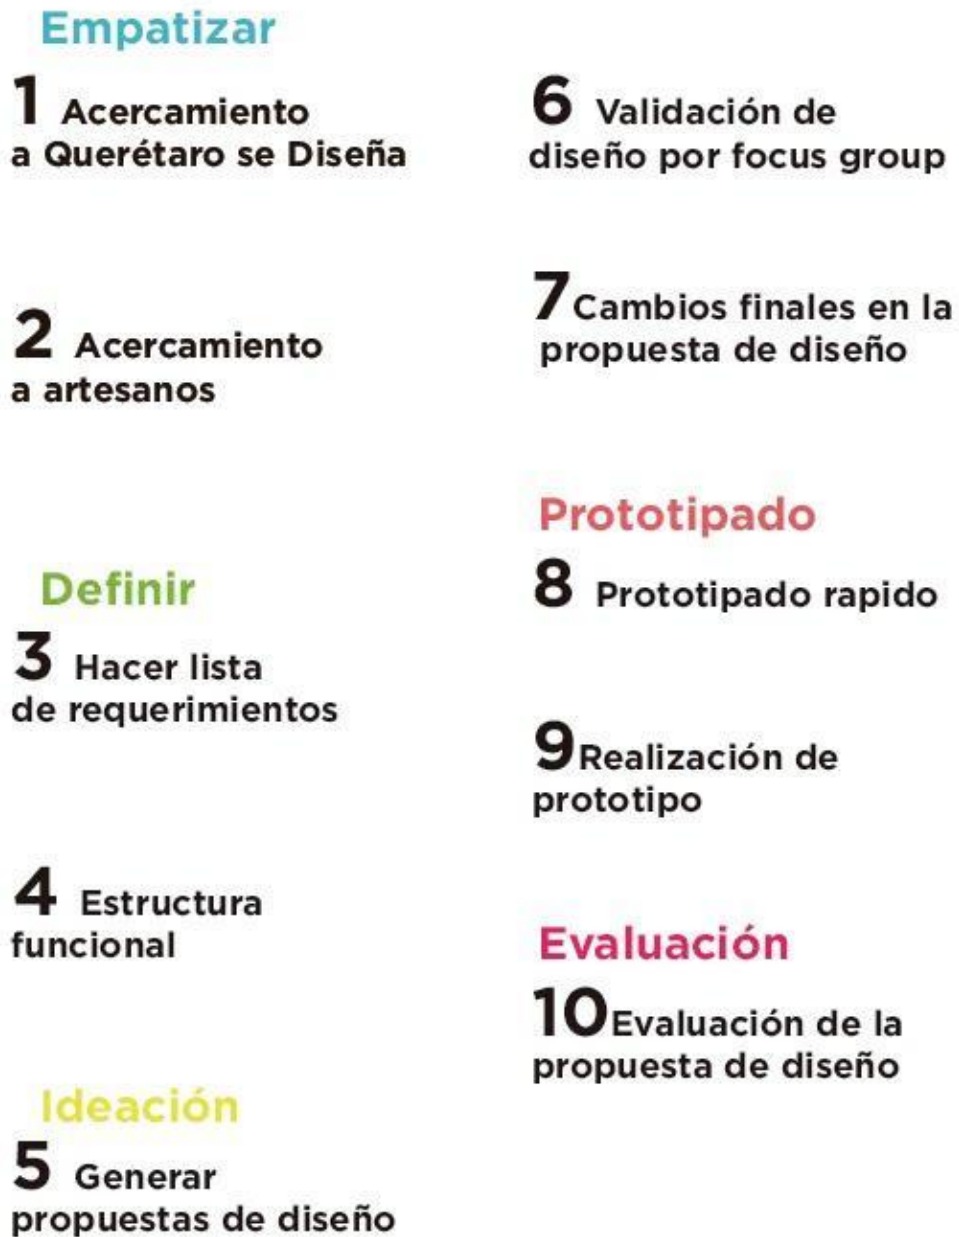 Empatizar
1 Acercamiento
a Querétaro se Diseña
2 Acercamiento
a artesanos
Definir
3 Hacer lista
de requerimientos
4 Estructura
funcional
Ideación
5 Generar
propuestas de diseño
6 Validación de
diseño por focus group
7 Cambios finales en la
propuesta de diseño
Prototipado
8 Prototipado rapido
9 Realización de
prototipo
Evaluación
10 Evaluación de la
propuesta de diseño